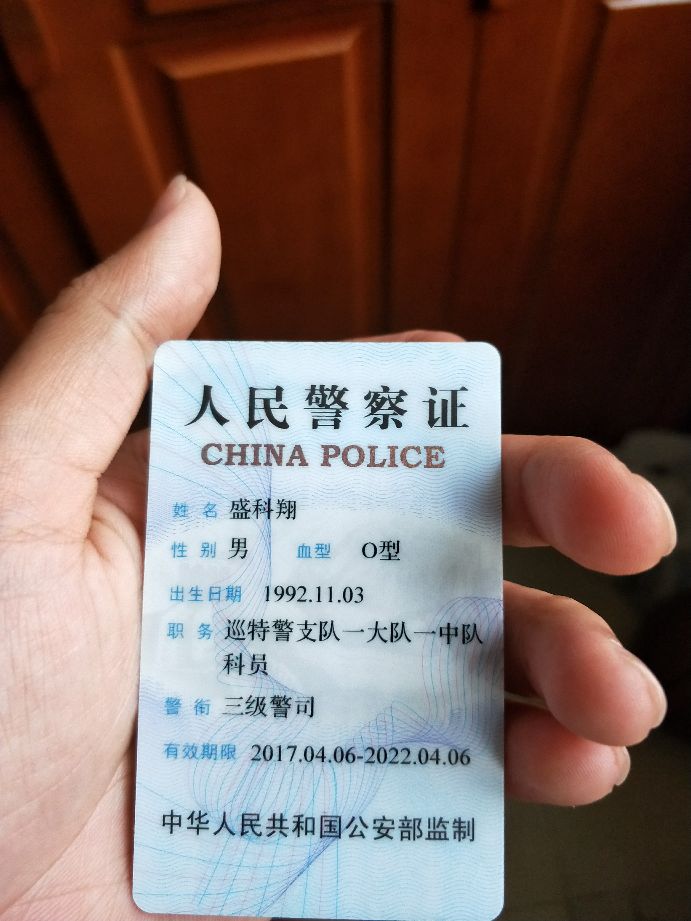 人民警察证
CHINA POLICE
姓名 盛科翔
性别 男 血型 O型
出生日期 1992.11.03
职务 巡特警支队一大队一中队
科员
警衔 三级警司
有效期限 2017.04.06-2022.04.06
中华人民共和国公安部监制